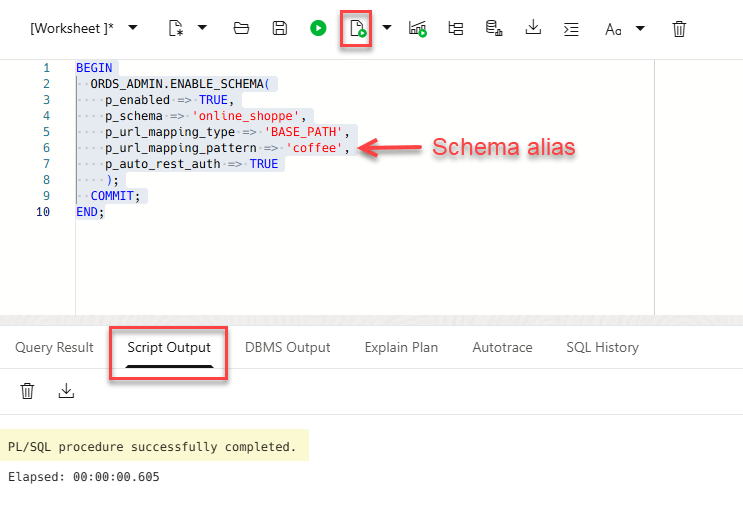 [Worksheet ]*
Aa
1 BEGIN
2 ORDS_ADMIN.ENABLE_SCHEMA(
3 p_enabled => TRUE,
4 p_schema => 'online_shoppe',
5 p_url_mapping_type => 'BASE_PATH',
6 p_url_mapping_pattern => 'coffee', Schema alias
7 p_auto_rest_auth => TRUE
8 );
9 COMMIT;
10 END;
Query Result Script Output DBMS Output Explain Plan Autotrace SQL History
PL/SQL procedure successfully completed.
Elapsed: 00:00:00.605